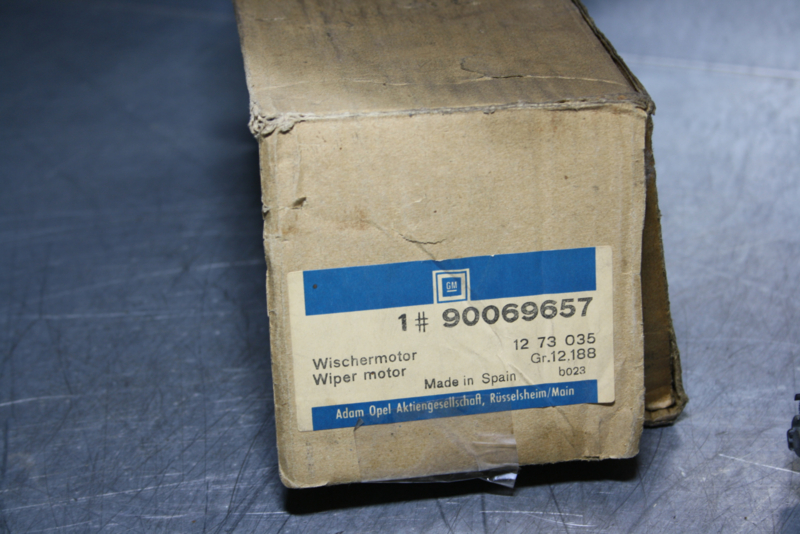 GM
1# 90069657
12 73 035
Wischermotor Gr.12.188
Wiper motor Made in Spain b023
Adam Opel Aktiengesellschaft, Rüsselsheim/Main